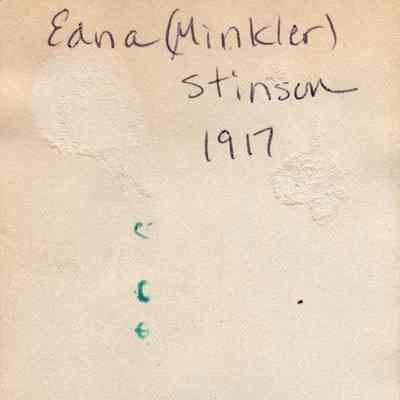 Edna (Minkler)
Stinson
1917